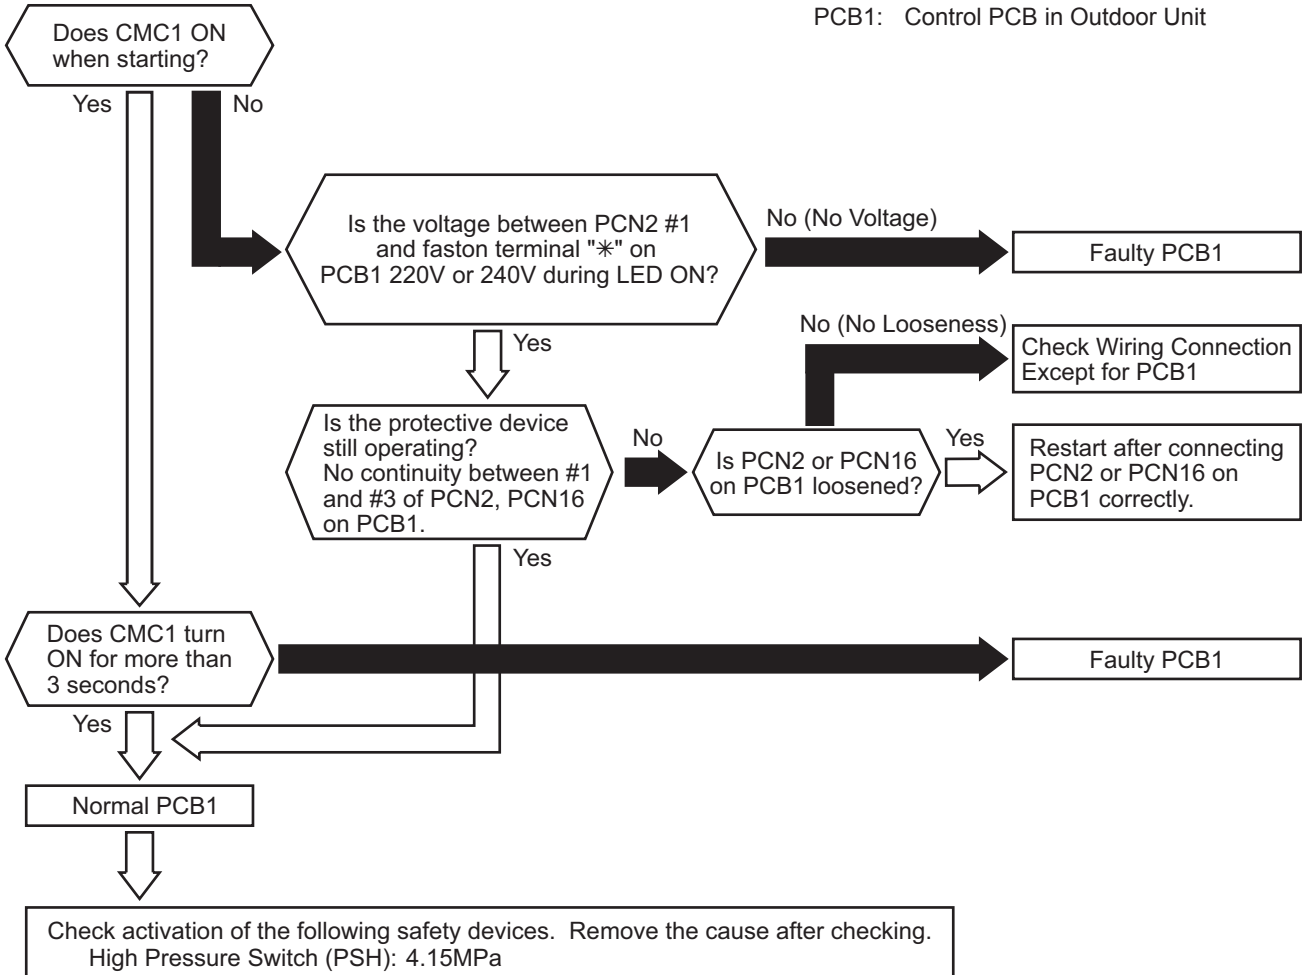 PCB1: Control PCB in Outdoor Unit
Does CMC1 ON
when starting?
Yes
No
Is the voltage between PCN2 #1
and faston terminal "✳" on
PCB1 220V or 240V during LED ON?
No (No Voltage)
Faulty PCB1
Yes
No (No Looseness)
Check Wiring Connection
Except for PCB1
Is the protective device
still operating?
No continuity between #1
and #3 of PCN2, PCN16
on PCB1.
No
Is PCN2 or PCN16
on PCB1 loosened?
Yes
Restart after connecting
PCN2 or PCN16 on
PCB1 correctly.
Yes
Does CMC1 turn
ON for more than
3 seconds?
Faulty PCB1
Yes
Normal PCB1
Check activation of the following safety devices. Remove the cause after checking.
High Pressure Switch (PSH): 4.15MPa